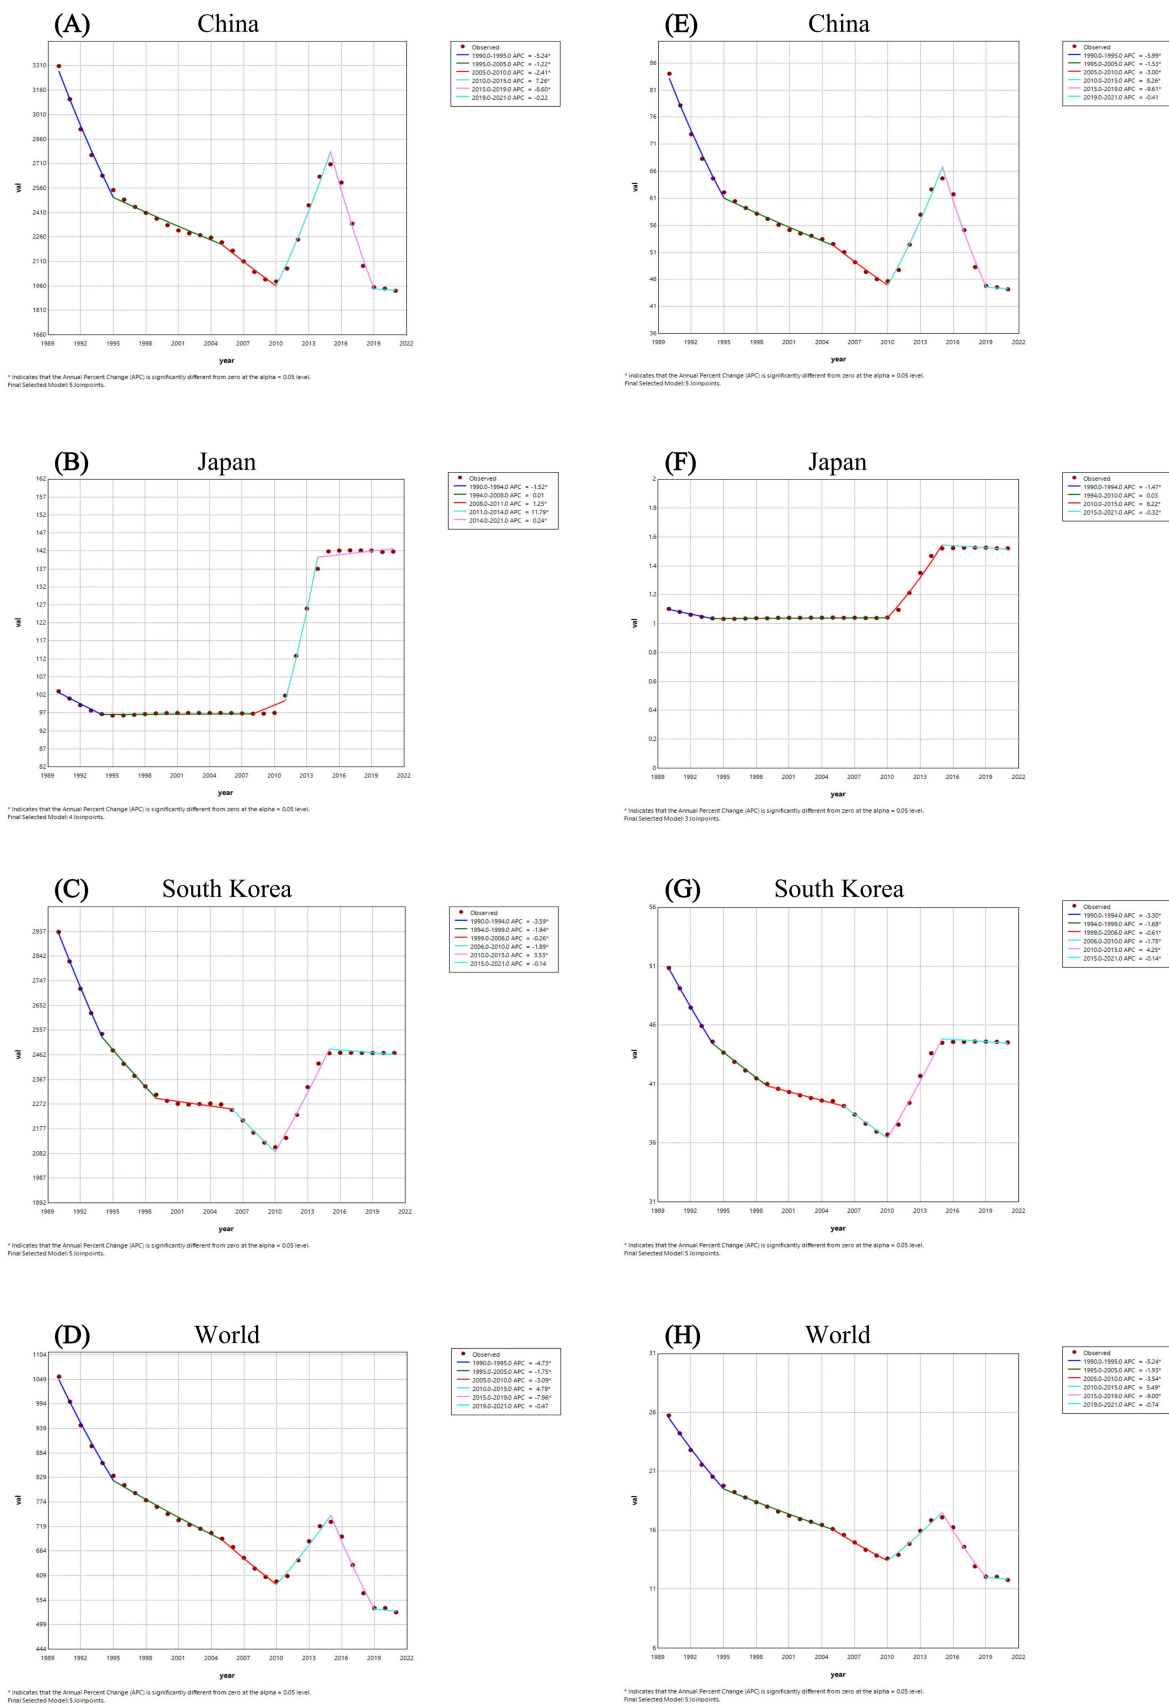 (A) China
3310
3160
3010
2860
2710
2560
2410
2260
2110
1960
1810
1660
val
1989 1992 1995 1998 2001 2004 2007 2010 2013 2016 2019 2022
year
Observed
1990.0-1995.0 APC = -5.24*
1995.0-2005.0 APC = -1.22*
2005.0-2010.0 APC = -2.41*
2010.0-2015.0 APC = 7.26*
2015.0-2019.0 APC = -8.60*
2019.0-2021.0 APC = -0.22
* Indicates that the Annual Percent Change (APC) is significantly different from zero at the alpha = 0.05 level.
Final Selected Model: 5 Joinpoints.
(E) China
86
81
76
71
66
61
56
51
46
41
36
val
1989 1992 1995 1998 2001 2004 2007 2010 2013 2016 2019 2022
year
Observed
1990.0-1995.0 APC = -5.99*
1995.0-2005.0 APC = -1.53*
2005.0-2010.0 APC = -3.00*
2010.0-2015.0 APC = 8.26*
2015.0-2019.0 APC = -9.61*
2019.0-2021.0 APC = -0.41
* Indicates that the Annual Percent Change (APC) is significantly different from zero at the alpha = 0.05 level.
Final Selected Model: 5 Joinpoints.
(B) Japan
162
157
152
147
142
137
132
127
122
117
112
107
102
97
92
87
82
val
1989 1992 1995 1998 2001 2004 2007 2010 2013 2016 2019 2022
year
Observed
1990.0-1994.0 APC = -1.52*
1994.0-2008.0 APC = 0.01
2008.0-2011.0 APC = 1.25*
2011.0-2014.0 APC = 11.79*
2014.0-2021.0 APC = 0.24*
* Indicates that the Annual Percent Change (APC) is significantly different from zero at the alpha = 0.05 level.
Final Selected Model: 4 Joinpoints.
(F) Japan
2
1.8
1.6
1.4
1.2
1
0.8
0.6
0.4
0.2
0
val
1989 1992 1995 1998 2001 2004 2007 2010 2013 2016 2019 2022
year
Observed
1990.0-1994.0 APC = -1.47*
1994.0-2010.0 APC = 0.03
2010.0-2015.0 APC = 8.22*
2015.0-2021.0 APC = -0.32*
* Indicates that the Annual Percent Change (APC) is significantly different from zero at the alpha = 0.05 level.
Final Selected Model: 3 Joinpoints.
(C) South Korea
2937
2842
2747
2652
2557
2462
2367
2272
2177
2082
1987
1892
val
1989 1992 1995 1998 2001 2004 2007 2010 2013 2016 2019 2022
year
Observed
1990.0-1994.0 APC = -3.59*
1994.0-1999.0 APC = -1.94*
1999.0-2006.0 APC = -0.26*
2006.0-2010.0 APC = -1.89*
2010.0-2015.0 APC = 3.53*
2015.0-2021.0 APC = -0.14
* Indicates that the Annual Percent Change (APC) is significantly different from zero at the alpha = 0.05 level.
Final Selected Model: 5 Joinpoints.
(G) South Korea
56
51
46
41
36
31
val
1989 1992 1995 1998 2001 2004 2007 2010 2013 2016 2019 2022
year
Observed
1990.0-1994.0 APC = -3.30*
1994.0-1999.0 APC = -1.68*
1999.0-2006.0 APC = -0.61*
2006.0-2010.0 APC = -1.78*
2010.0-2015.0 APC = 4.25*
2015.0-2021.0 APC = -0.14*
* Indicates that the Annual Percent Change (APC) is significantly different from zero at the alpha = 0.05 level.
Final Selected Model: 5 Joinpoints.
(D) World
1104
1049
994
939
884
829
774
719
664
609
554
499
444
val
1989 1992 1995 1998 2001 2004 2007 2010 2013 2016 2019 2022
year
Observed
1990.0-1995.0 APC = -4.73*
1995.0-2005.0 APC = -1.75*
2005.0-2010.0 APC = -3.09*
2010.0-2015.0 APC = 4.79*
2015.0-2019.0 APC = -7.96*
2019.0-2021.0 APC = -0.47
* Indicates that the Annual Percent Change (APC) is significantly different from zero at the alpha = 0.05 level.
Final Selected Model: 5 Joinpoints.
(H) World
31
26
21
16
11
6
val
1989 1992 1995 1998 2001 2004 2007 2010 2013 2016 2019 2022
year
Observed
1990.0-1995.0 APC = -5.24*
1995.0-2005.0 APC = -1.93*
2005.0-2010.0 APC = -3.54*
2010.0-2015.0 APC = 5.49*
2015.0-2019.0 APC = -9.00*
2019.0-2021.0 APC = -0.74
* Indicates that the Annual Percent Change (APC) is significantly different from zero at the alpha = 0.05 level.
Final Selected Model: 5 Joinpoints.